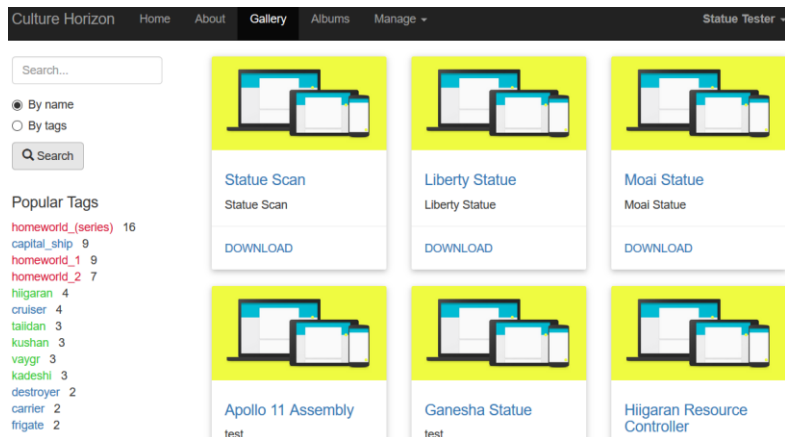 Culture Horizon Home About Gallery Albums Manage Statue Tester
Search...
By name
By tags
Search
Popular Tags
homeworld_(series) 16
capital_ship 9
homeworld_1 9
homeworld_2 7
hiigaran 4
cruiser 4
taiidan 3
kushan 3
vaygr 3
kadeshi 3
destroyer 2
carrier 2
frigate 2
Statue Scan
Statue Scan
DOWNLOAD
Liberty Statue
Liberty Statue
DOWNLOAD
Moai Statue
Moai Statue
DOWNLOAD
Apollo 11 Assembly
test
Ganesha Statue
test
Hiigaran Resource
Controller